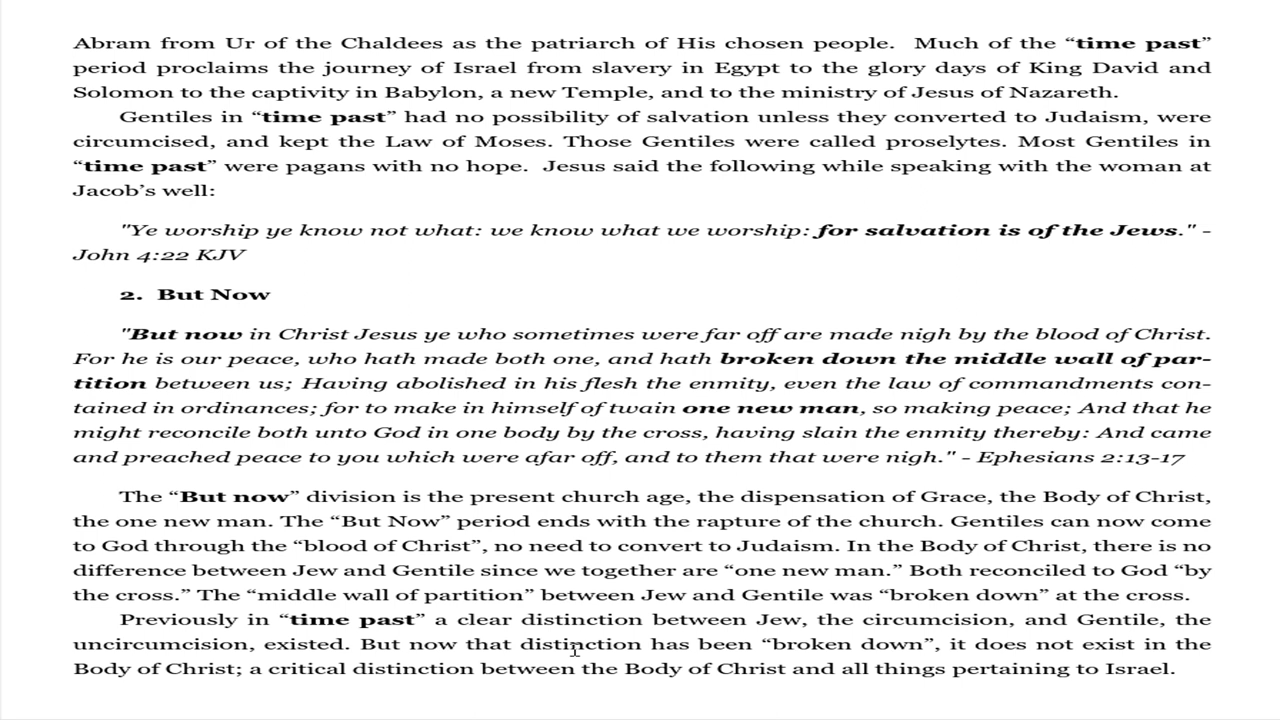 Abram from Ur of the Chaldees as the patriarch of His chosen people.  Much of the “time past”
period proclaims the journey of Israel from slavery in Egypt to the glory days of King David and
Solomon to the captivity in Babylon, a new Temple, and to the ministry of Jesus of Nazareth.
Gentiles in “time past” had no possibility of salvation unless they converted to Judaism, were
circumcised, and kept the Law of Moses. Those Gentiles were called proselytes. Most Gentiles in
“time past” were pagans with no hope.  Jesus said the following while speaking with the woman at
Jacob’s well:
"Ye worship ye know not what: we know what we worship: for salvation is of the Jews." -
John 4:22 KJV
2.  But Now
"But now in Christ Jesus ye who sometimes were far off are made nigh by the blood of Christ.
For he is our peace, who hath made both one, and hath broken down the middle wall of par-
tition between us; Having abolished in his flesh the enmity, even the law of commandments con-
tained in ordinances; for to make in himself of twain one new man, so making peace; And that he
might reconcile both unto God in one body by the cross, having slain the enmity thereby: And came
and preached peace to you which were afar off, and to them that were nigh." - Ephesians 2:13-17
The “But now” division is the present church age, the dispensation of Grace, the Body of Christ,
the one new man. The “But Now” period ends with the rapture of the church. Gentiles can now come
to God through the “blood of Christ”, no need to convert to Judaism. In the Body of Christ, there is no
difference between Jew and Gentile since we together are “one new man.” Both reconciled to God “by
the cross.” The “middle wall of partition” between Jew and Gentile was “broken down” at the cross.
Previously in “time past” a clear distinction between Jew, the circumcision, and Gentile, the
uncircumcision, existed. But now that distinction has been “broken down”, it does not exist in the
Body of Christ; a critical distinction between the Body of Christ and all things pertaining to Israel.